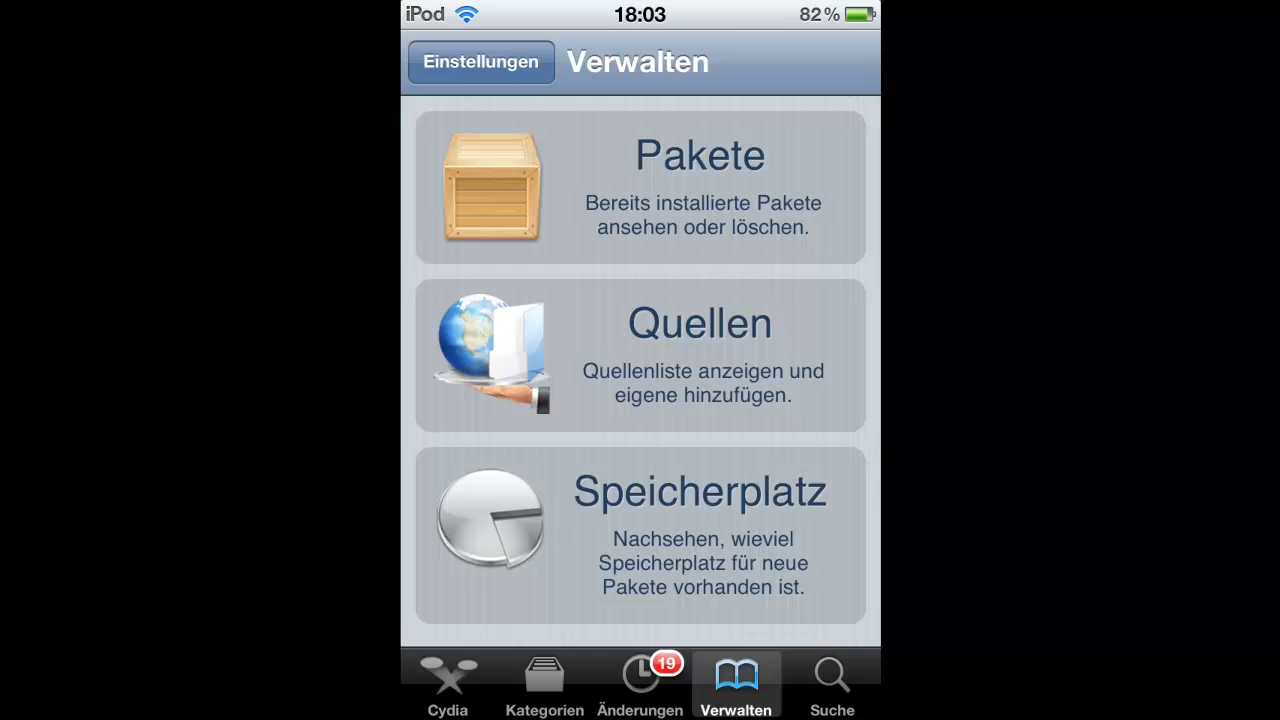 iPod 18:03 82%
Einstellungen Verwalten
Pakete
Bereits installierte Pakete
ansehen oder löschen.
Quellen
Quellenliste anzeigen und
eigene hinzufügen.
Speicherplatz
Nachsehen, wieviel
Speicherplatz für neue
Pakete vorhanden ist.
19
Cydia Kategorien Änderungen Verwalten Suche